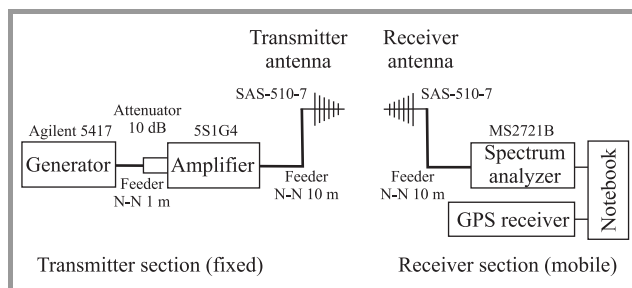 Transmitter
antenna
Receiver
antenna
SAS-510-7
SAS-510-7
Attenuator
10 dB
Agilent 5417
5S1G4
MS2721B
Generator
Amplifier
Spectrum
analyzer
Feeder
N-N 1 m
Feeder
N-N 10 m
Feeder
N-N 10 m
GPS receiver
Notebook
Transmitter section (fixed)
Receiver section (mobile)